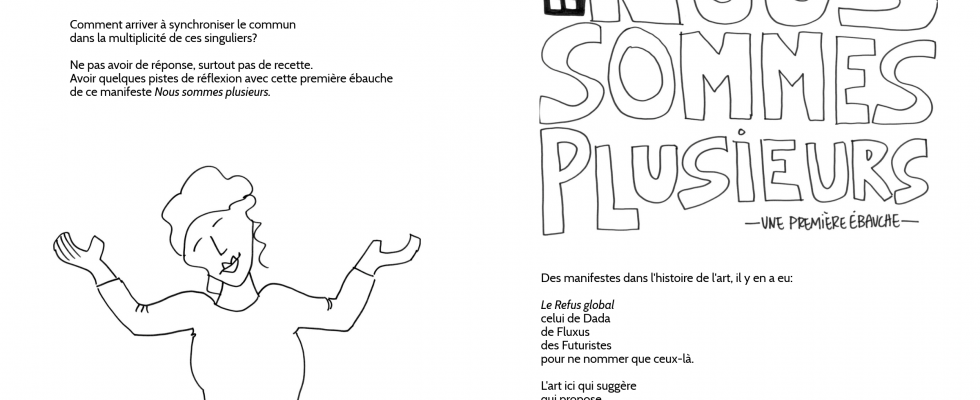 Comment arriver à synchroniser le commun
dans la multiplicité de ces singuliers?
Ne pas avoir de réponse, surtout pas de recette.
Avoir quelques pistes de réflexion avec cette première ébauche
de ce manifeste Nous sommes plusieurs.
NOUS
SOMMES
PLUSiEURS
—UNE PREMIÈRE ÉBAUCHE—
Des manifestes dans l'histoire de l'art, il y en a eu:
Le Refus global
celui de Dada
de Fluxus
des Futuristes
pour ne nommer que ceux-là.
L'art ici qui suggère
qui propose